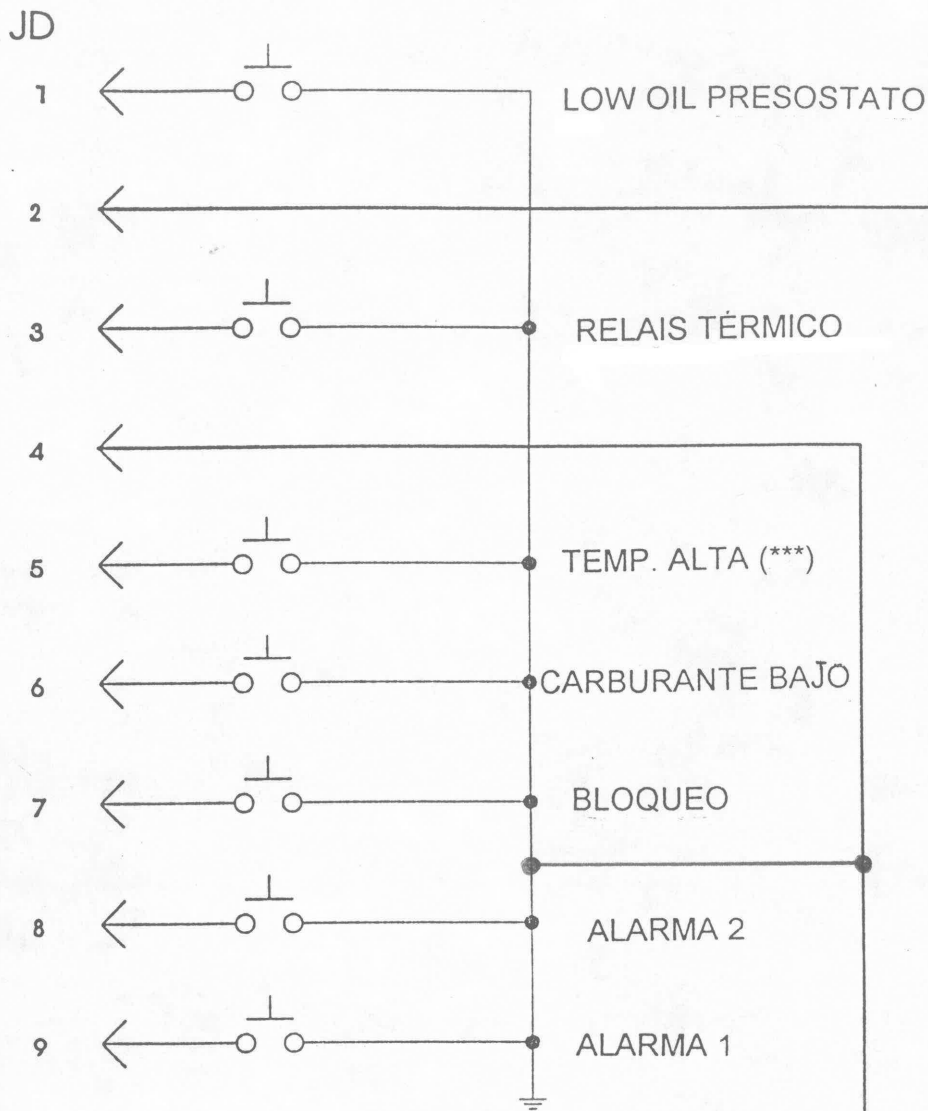 JD
1 LOW OIL PRESOSTATO
2
3 RELAIS TÉRMICO
4
5 TEMP. ALTA (***)
6 CARBURANTE BAJO
7 BLOQUEO
8 ALARMA 2
9 ALARMA 1